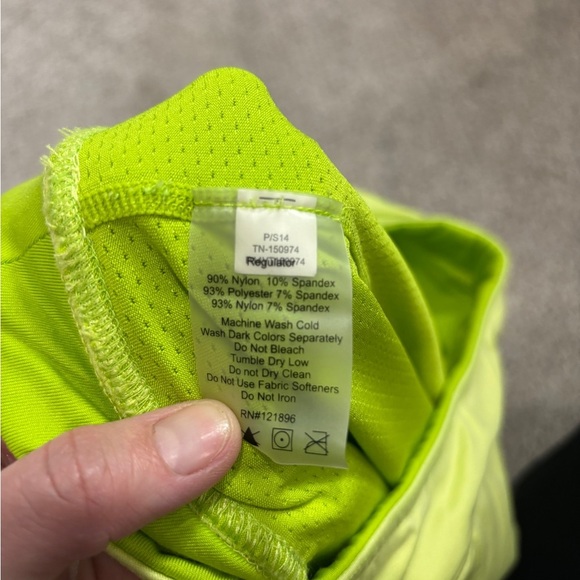 P/S14
TN-150974
Regulator
90% Nylon, 10% Spandex
93% Polyester 7% Spandex
93% Nylon 7% Spandex
Machine Wash Cold
Wash Dark Colors Separately
Do Not Bleach
Tumble Dry Low
Do not Dry Clean
Do Not Use Fabric Softeners
Do Not Iron
RN#121896